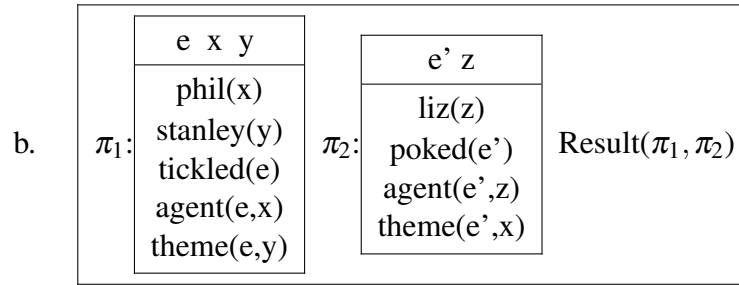 b.
π₁:
e x y
phil(x)
stanley(y)
tickled(e)
agent(e,x)
theme(e,y)
π₂:
e’ z
liz(z)
poked(e’)
agent(e’,z)
theme(e’,x)
Result(π₁, π₂)